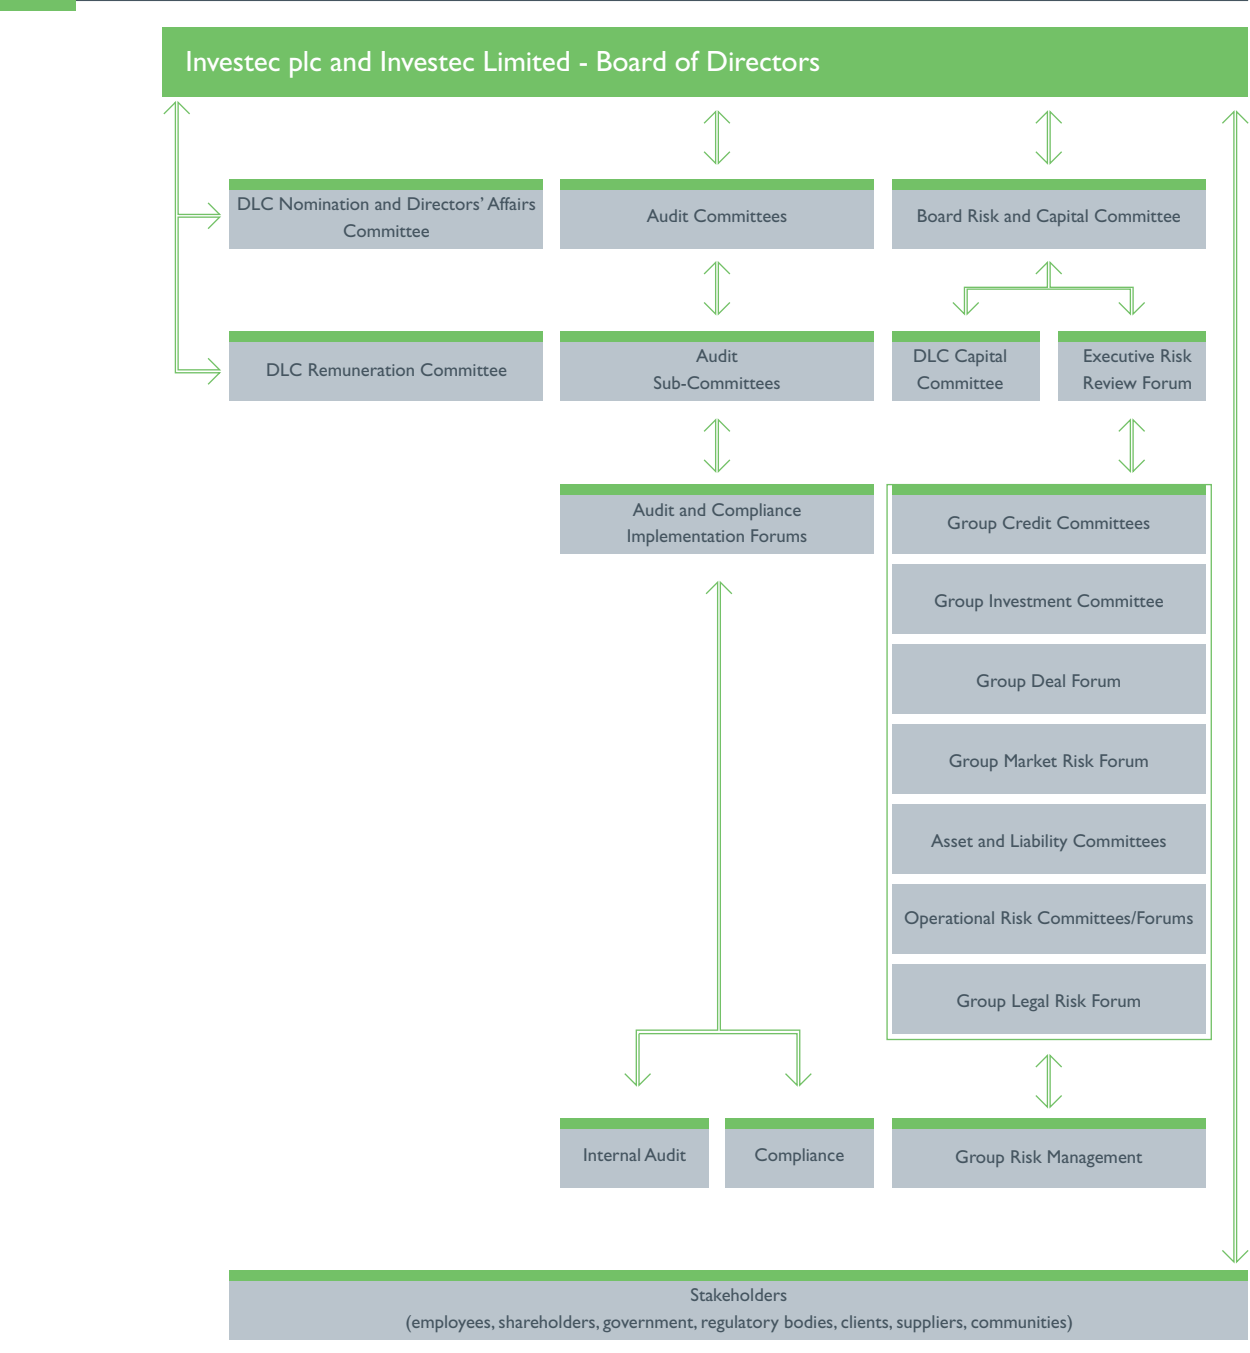 Investec plc and Investec Limited - Board of Directors
DLC Nomination and Directors' Affairs
Committee
Audit Committees
Board Risk and Capital Committee
DLC Remuneration Committee
Audit
Sub-Committees
DLC Capital
Committee
Executive Risk
Review Forum
Audit and Compliance
Implementation Forums
Group Credit Committees
Group Investment Committee
Group Deal Forum
Group Market Risk Forum
Asset and Liability Committees
Operational Risk Committees/Forums
Group Legal Risk Forum
Internal Audit
Compliance
Group Risk Management
Stakeholders
(employees, shareholders, government, regulatory bodies, clients, suppliers, communities)